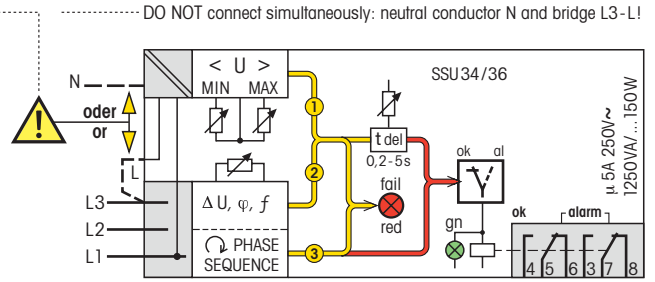 DO NOT connect simultaneously: neutral conductor N and bridge L3-L!
< U >
MIN MAX
SSU34/36
N
oder
or
L
1
t del
0,2-5s
ok al
µ 5A 250V~
1250VA/...150W
2
fail
red
L3
L2
L1
Δ U, φ, f
PHASE
SEQUENCE
3
gn
ok alarm
4 5 6 3 7 8